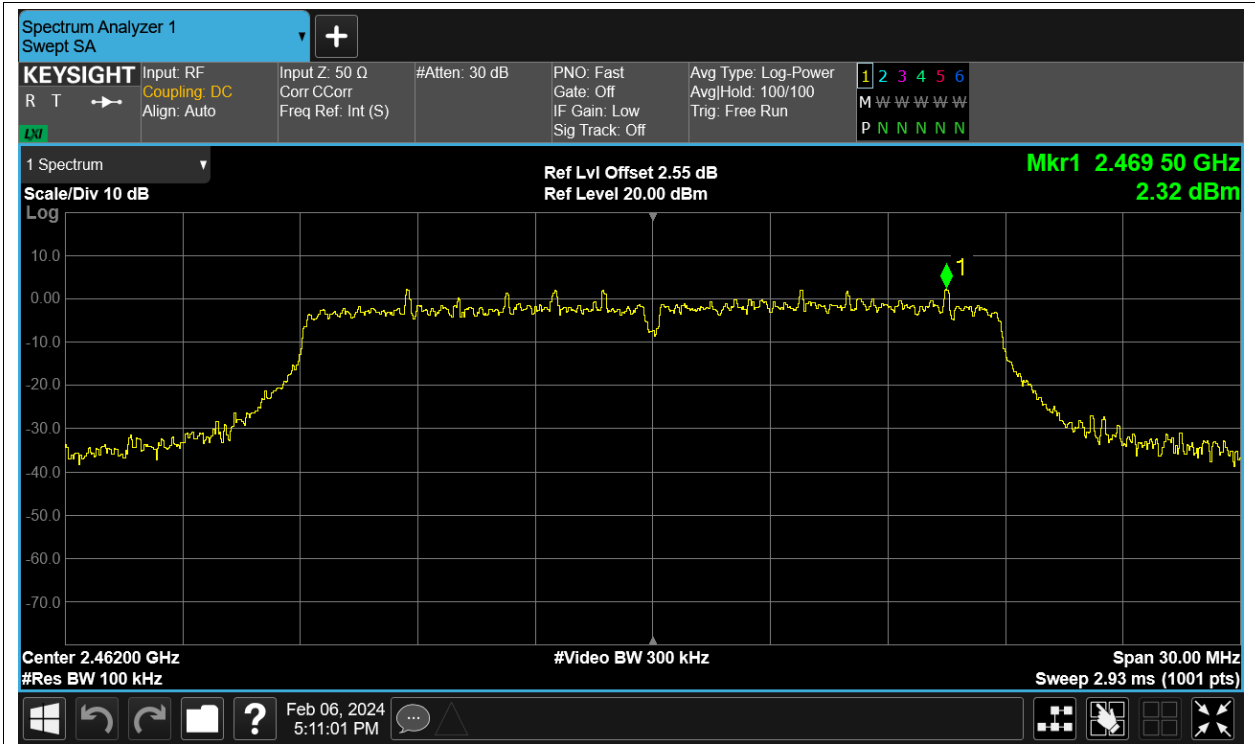 Spectrum Analyzer 1
Swept SA
+
KEYSIGHT
R T
LXI
Input: RF
Coupling: DC
Align: Auto
Input Z: 50 Ω
Corr CCorr
Freq Ref: Int (S)
#Atten: 30 dB
PNO: Fast
Gate: Off
IF Gain: Low
Sig Track: Off
Avg Type: Log-Power
Avg|Hold: 100/100
Trig: Free Run
1 2 3 4 5 6
M W W W W W
P N N N N N
1 Spectrum
Scale/Div 10 dB
Log
Ref Lvl Offset 2.55 dB
Ref Level 20.00 dBm
Mkr1 2.469 50 GHz
2.32 dBm
1
10.0
0.00
-10.0
-20.0
-30.0
-40.0
-50.0
-60.0
-70.0
Center 2.46200 GHz
#Res BW 100 kHz
#Video BW 300 kHz
Span 30.00 MHz
Sweep 2.93 ms (1001 pts)
?
Feb 06, 2024
5:11:01 PM